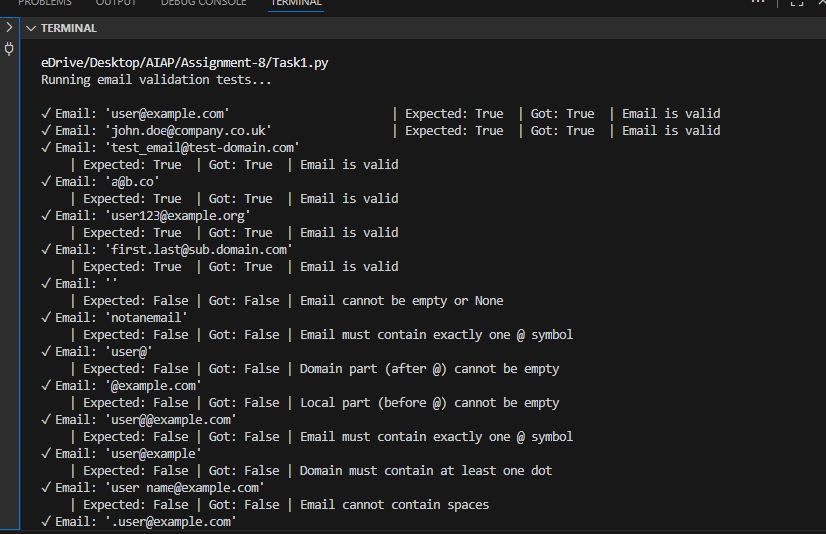 PROBLEMS OUTPUT DEBUG CONSOLE TERMINAL
TERMINAL
eDrive/Desktop/AIAP/Assignment-8/Task1.py
Running email validation tests...
✓ Email: 'user@example.com' | Expected: True | Got: True | Email is valid
✓ Email: 'john.doe@company.co.uk' | Expected: True | Got: True | Email is valid
✓ Email: 'test_email@test-domain.com'
| Expected: True | Got: True | Email is valid
✓ Email: 'a@b.co'
| Expected: True | Got: True | Email is valid
✓ Email: 'user123@example.org'
| Expected: True | Got: True | Email is valid
✓ Email: 'first.last@sub.domain.com'
| Expected: True | Got: True | Email is valid
✓ Email: ''
| Expected: False | Got: False | Email cannot be empty or None
✓ Email: 'notanemail'
| Expected: False | Got: False | Email must contain exactly one @ symbol
✓ Email: 'user@'
| Expected: False | Got: False | Domain part (after @) cannot be empty
✓ Email: '@example.com'
| Expected: False | Got: False | Local part (before @) cannot be empty
✓ Email: 'user@@example.com'
| Expected: False | Got: False | Email must contain exactly one @ symbol
✓ Email: 'user@example'
| Expected: False | Got: False | Domain must contain at least one dot
✓ Email: 'user name@example.com'
| Expected: False | Got: False | Email cannot contain spaces
✓ Email: '.user@example.com'